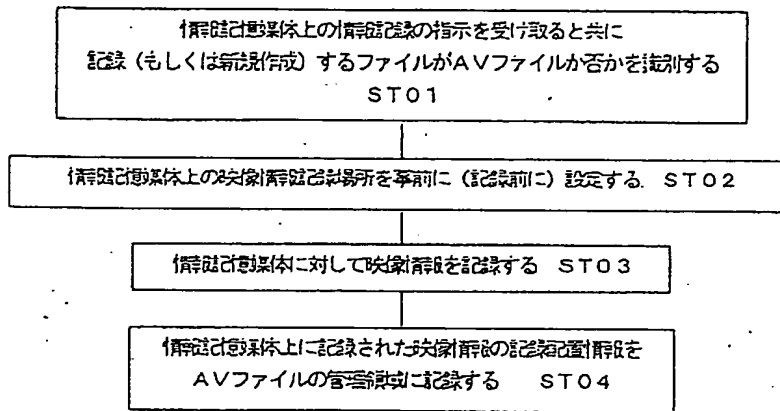 情報記憶媒体上の情報記録の指示を受け取ると共に
記録（もしくは新規作成）するファイルがAVファイルか否かを識別する
ST01
情報記憶媒体上の映像情報記録場所を事前に（記録前に）設定する ST02
情報記憶媒体に対して映像情報を記録する ST03
情報記憶媒体上に記録された映像情報の記録配置情報を
AVファイルの管理領域に記録する ST04